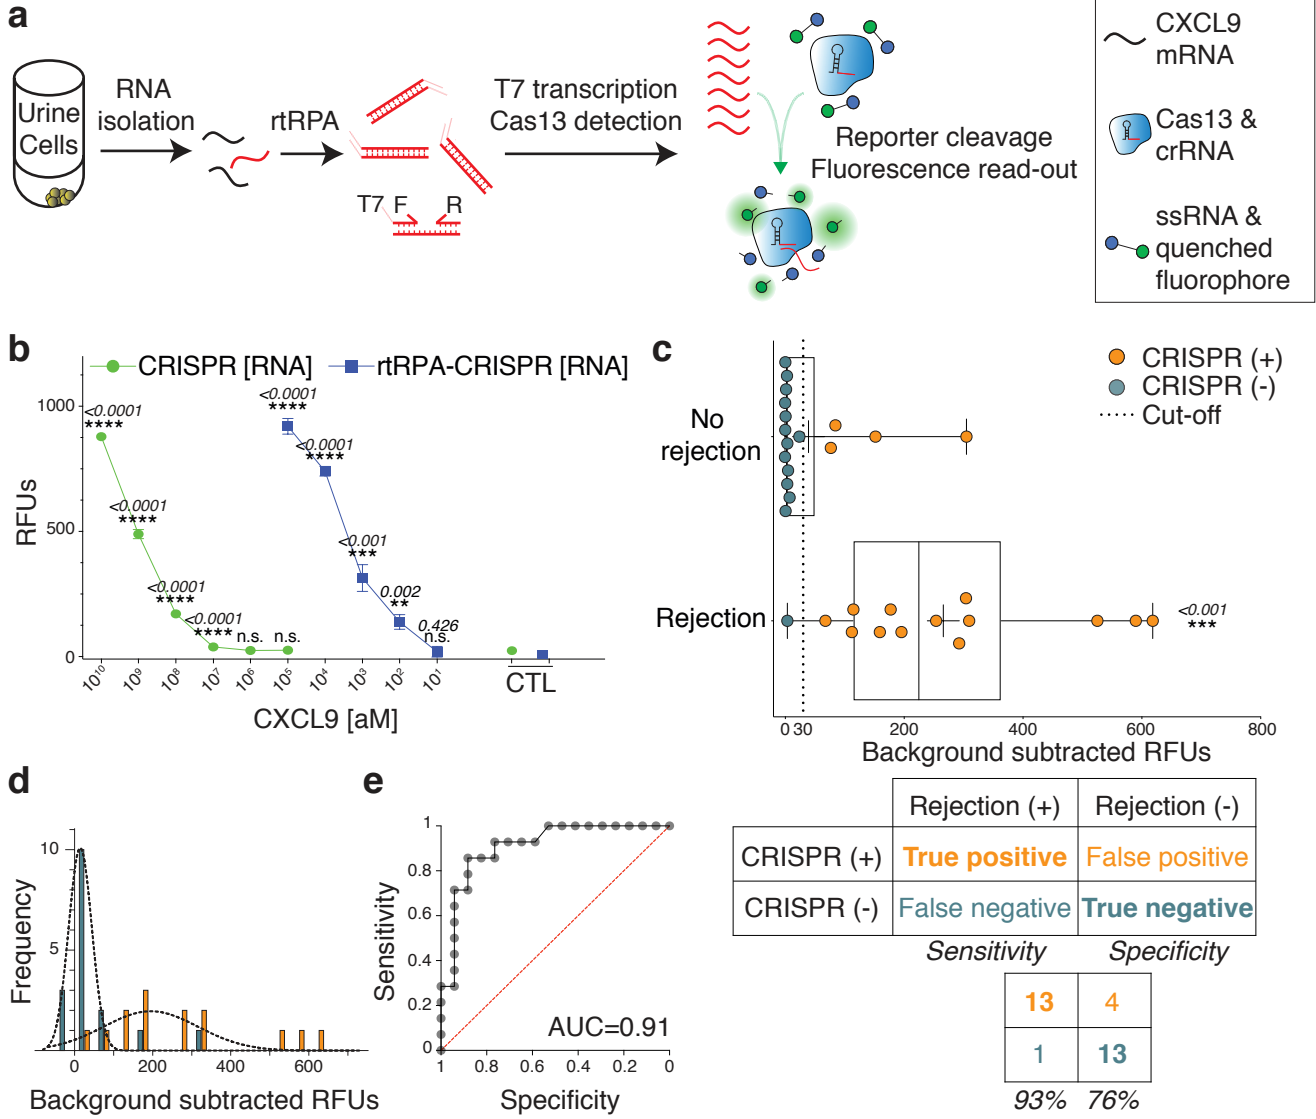 a
Urine
Cells
RNA
isolation
rtRPA
T7 F R
T7 transcription
Cas13 detection
Reporter cleavage
Fluorescence read-out
CXCL9
mRNA
Cas13 &
crRNA
ssRNA &
quenched
fluorophore
b
CRISPR [RNA]
rtRPA-CRISPR [RNA]
RFUs
1000
500
0
<0.0001
****
<0.0001
****
<0.0001
****
<0.0001
****
n.s.
n.s.
<0.0001
****
<0.0001
****
<0.001
***
0.002
**
0.426
n.s.
10¹⁰ 10⁹ 10⁸ 10⁷ 10⁶ 10⁵ 10⁴ 10³ 10² 10¹
CTL
CXCL9 [aM]
c
CRISPR (+)
CRISPR (-)
Cut-off
No
rejection
Rejection
<0.001
***
0 30 200 400 600 800
Background subtracted RFUs
d
Frequency
10
5
0 200 400 600
Background subtracted RFUs
e
Sensitivity
1
0.8
0.6
0.4
0.2
0
1 0.8 0.6 0.4 0.2 0
AUC=0.91
Specificity
Rejection (+) Rejection (-)
CRISPR (+) True positive False positive
CRISPR (-) False negative True negative
Sensitivity Specificity
13 4
1 13
93% 76%